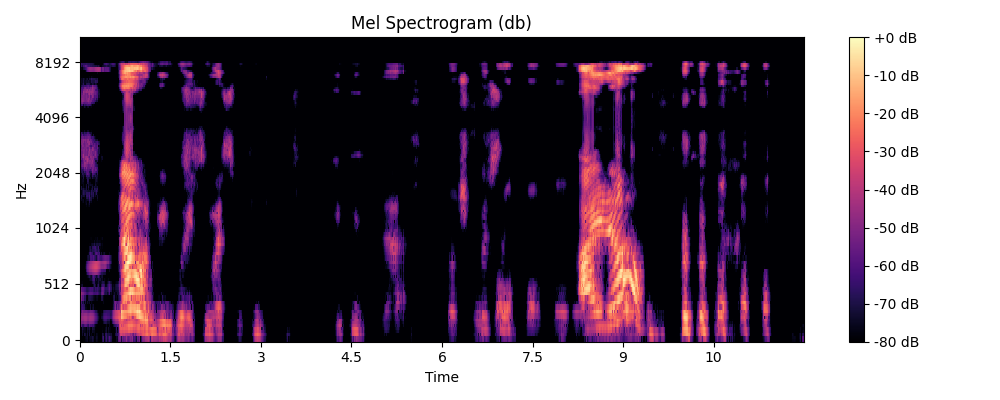 Mel Spectrogram (db)
8192
4096
2048
1024
512
0
Hz
0 1.5 3 4.5 6 7.5 9 10
Time
+0 dB
-10 dB
-20 dB
-30 dB
-40 dB
-50 dB
-60 dB
-70 dB
-80 dB